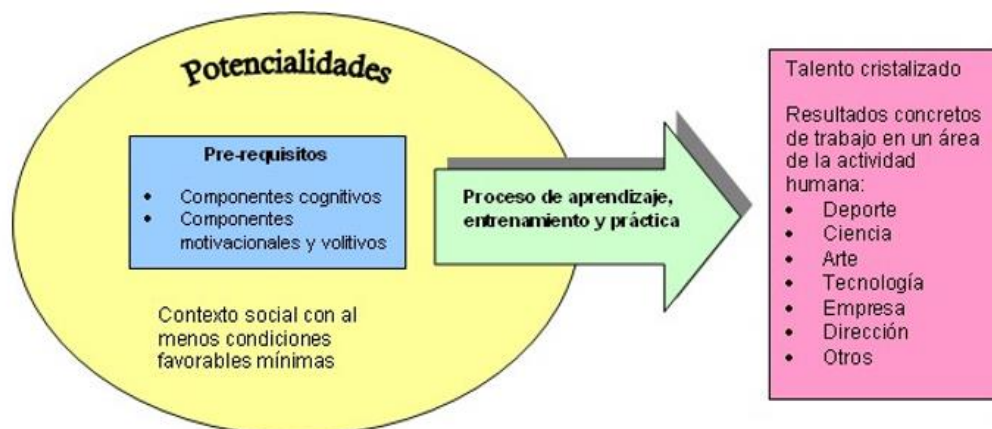 Potencialidades
Pre-requisitos
• Componentes cognitivos
• Componentes
motivacionales y volitivos
Contexto social con al
menos condiciones
favorables mínimas
Proceso de aprendizaje,
entrenamiento y práctica
Talento cristalizado
Resultados concretos
de trabajo en un área
de la actividad
humana:
• Deporte
• Ciencia
• Arte
• Tecnología
• Empresa
• Dirección
• Otros